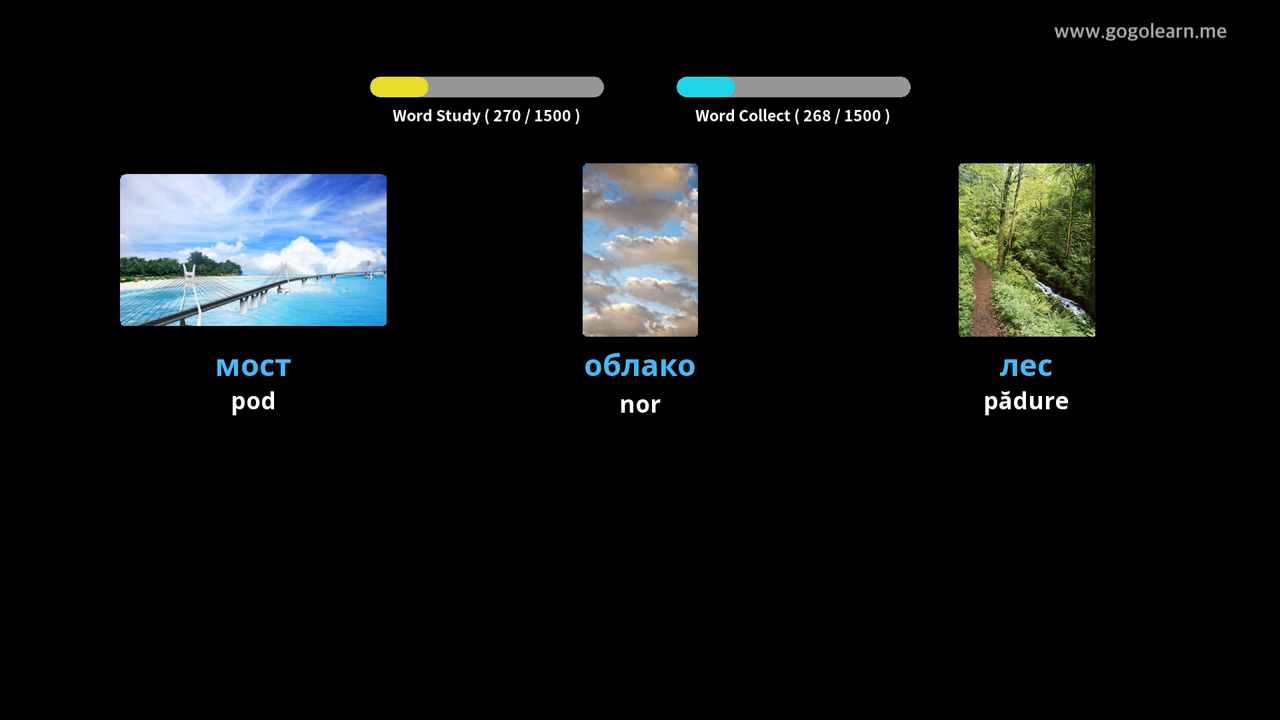 www.gogolearn.me
Word Study ( 270 / 1500 )
Word Collect ( 268 / 1500 )
мост
pod
облако
nor
лес
pădure